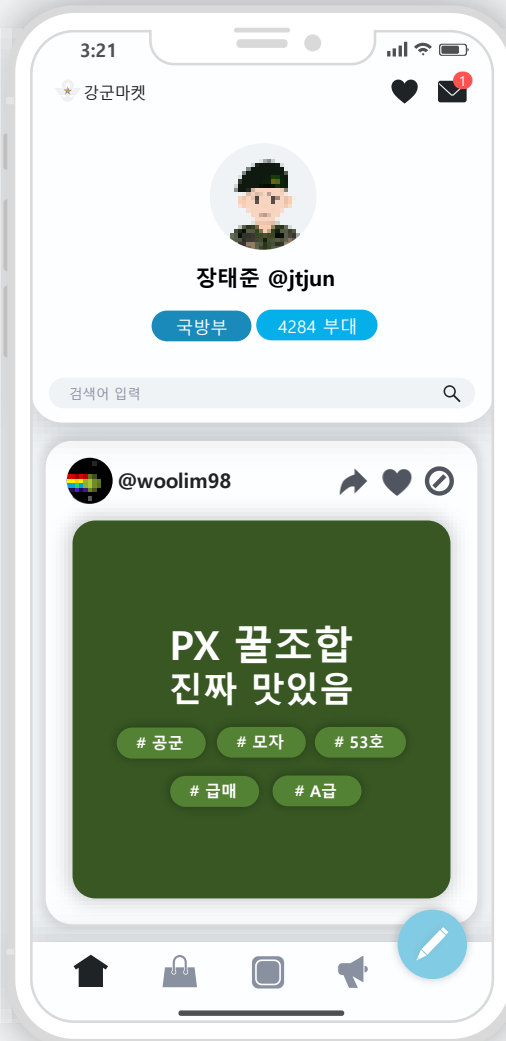 3:21
강군마켓
1
장태준 @jtjun
국방부 4284 부대
검색어 입력
@woolim98
PX 꿀조합
진짜 맛있음
# 공군 # 모자 # 53호
# 급매 # A급